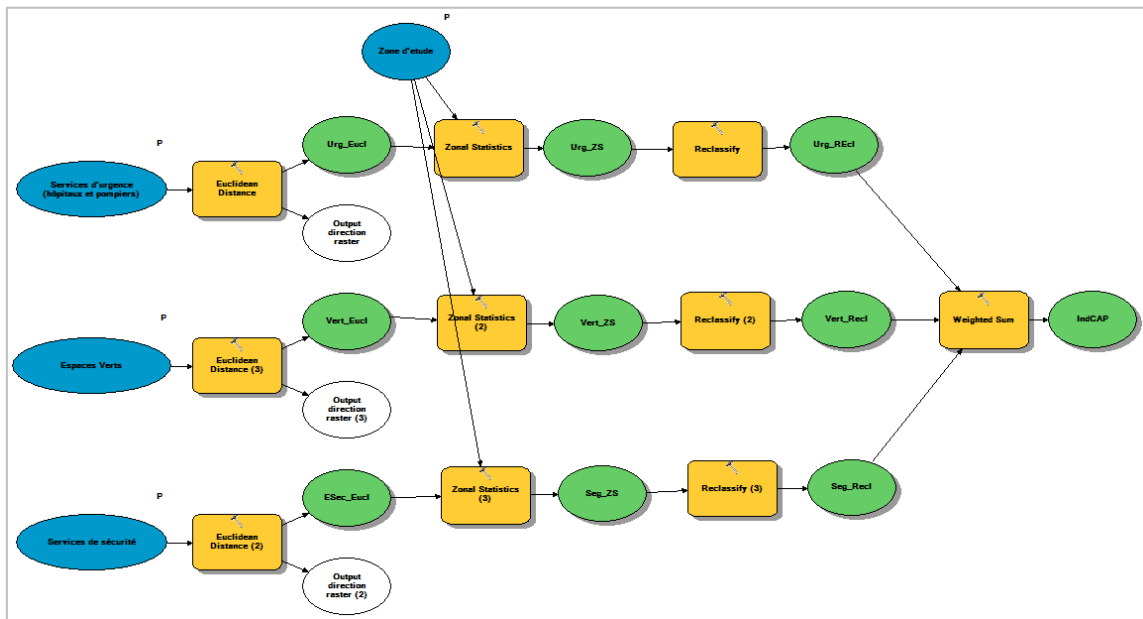 P
Zone d'etude
P
Urg_Eucl
Zonal Statistics
Urg_ZS
Reclassify
Urg_REcl
Services d'urgence
(hôpitaux et pompiers)
Euclidean
Distance
Output
direction
raster
P
Vert_Eucl
Zonal Statistics
(2)
Vert_ZS
Reclassify (2)
Vert_Recl
Weighted Sum
IndCAP
Espaces Verts
Euclidean
Distance (3)
Output
direction
raster (3)
P
ESec_Eucl
Zonal Statistics
(3)
Seg_ZS
Reclassify (3)
Seg_Recl
Services de sécurité
Euclidean
Distance (2)
Output
direction
raster (2)